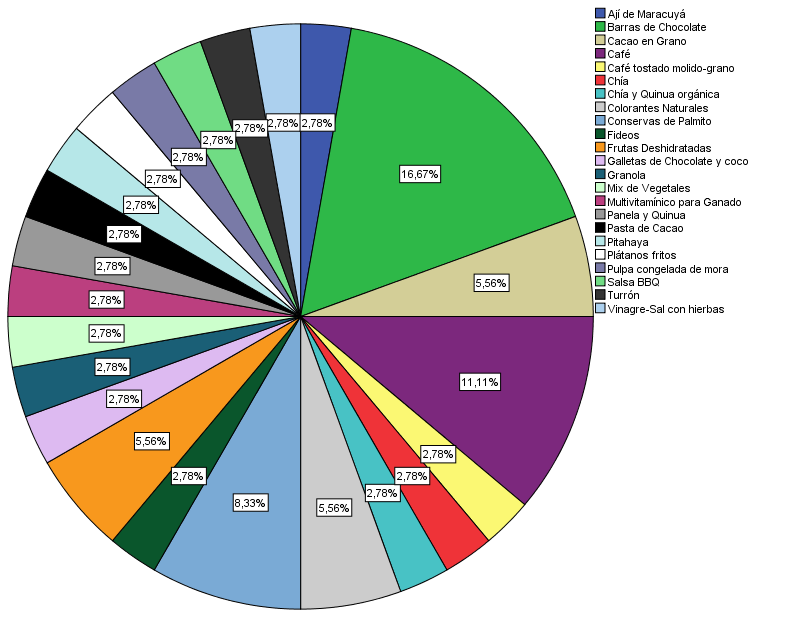 Ají de Maracuyá
Barras de Chocolate
Cacao en Grano
Café
Café tostado molido-grano
Chía
Chía y Quinua orgánica
Colorantes Naturales
Conservas de Palmito
Fideos
Frutas Deshidratadas
Galletas de Chocolate y coco
Granola
Mix de Vegetales
Multivitamínico para Ganado
Panela y Quinua
Pasta de Cacao
Pitahaya
Plátanos fritos
Pulpa congelada de mora
Salsa BBQ
Turrón
Vinagre-Sal con hierbas
2,78%
16,67%
5,56%
11,11%
2,78%
2,78%
2,78%
5,56%
8,33%
2,78%
5,56%
2,78%
2,78%
2,78%
2,78%
2,78%
2,78%
2,78%
2,78%
2,78%
2,78%
2,78%
2,78%